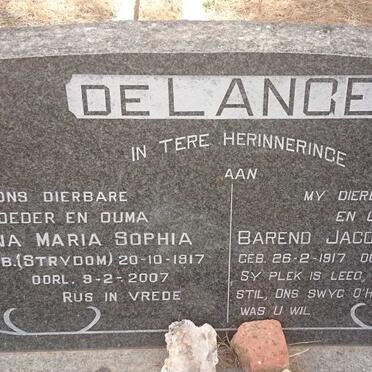 DE LANGE
IN TERE HERINNERINGE
AAN
ONS DIERBARE
OEDER EN OUMA
NA MARIA SOPHIA
B. (STRYDOM) 20-10-1917
OORL. 9-2-2007
RUS IN VREDE
MY DIER
EN O
BAREND JACO
GEB. 26-2-1917 O
SY PLEK IS LEEG
STIL, ONS SWYG O H
WAS U WIL